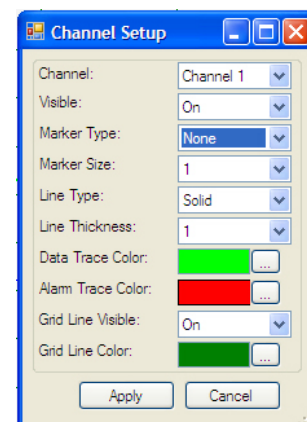 Channel Setup
Channel: Channel 1
Visible: On
Marker Type: None
Marker Size: 1
Line Type: Solid
Line Thickness: 1
Data Trace Color: ...
Alarm Trace Color: ...
Grid Line Visible: On
Grid Line Color: ...
Apply Cancel